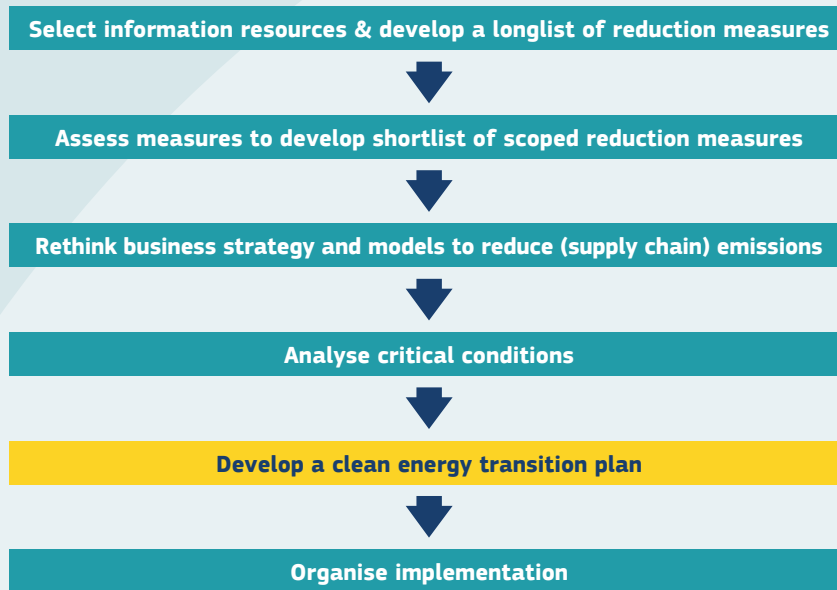 Select information resources & develop a longlist of reduction measures
Assess measures to develop shortlist of scoped reduction measures
Rethink business strategy and models to reduce (supply chain) emissions
Analyse critical conditions
Develop a clean energy transition plan
Organise implementation